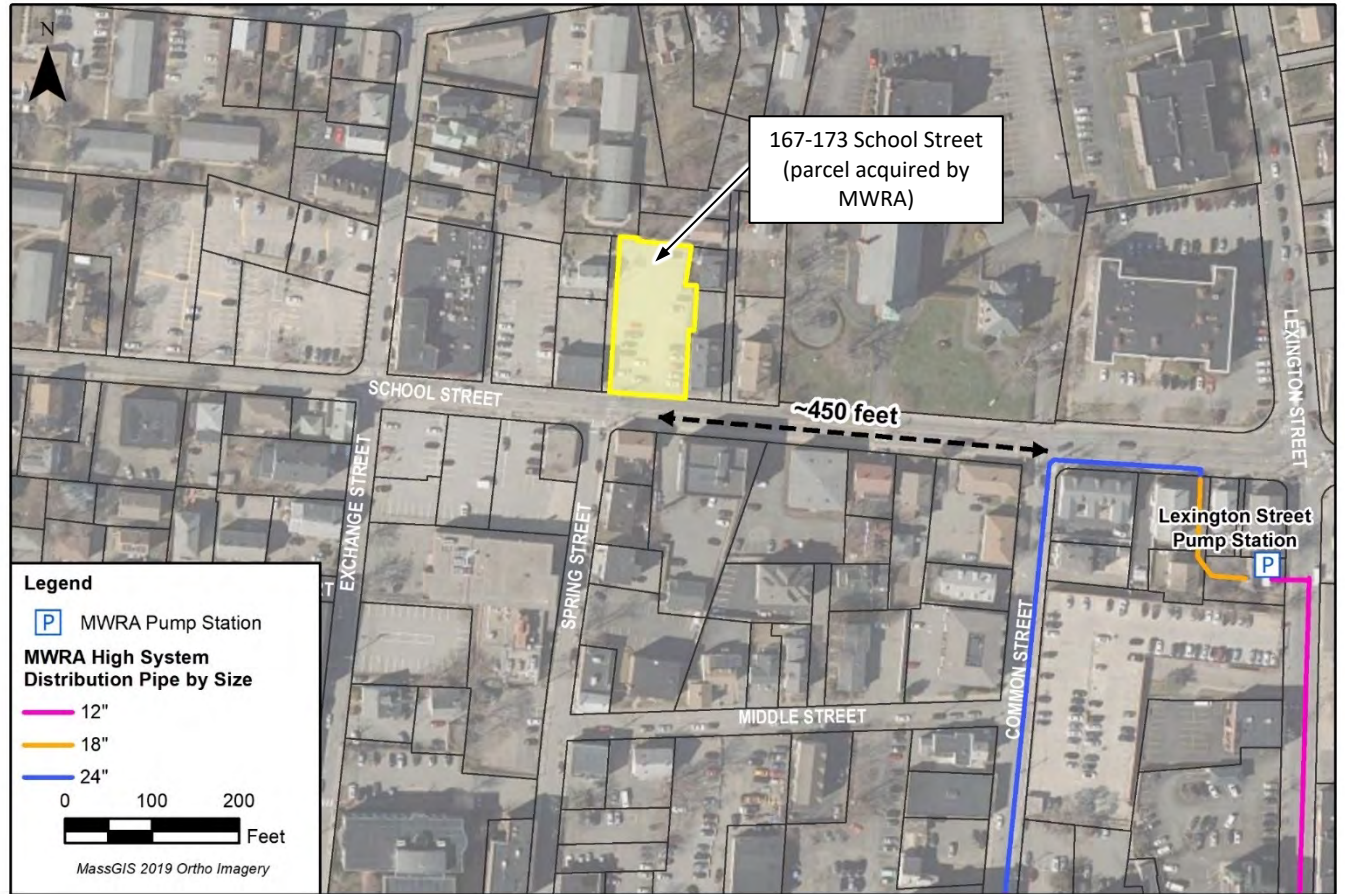 N
167-173 School Street
(parcel acquired by
MWRA)
LEXINGTON STREET
SCHOOL STREET
~450 feet
EXCHANGE STREET
SPRING STREET
Lexington Street
Pump Station
P
COMMON STREET
MIDDLE STREET
ET
Legend
P MWRA Pump Station
MWRA High System
Distribution Pipe by Size
12"
18"
24"
0 100 200
Feet
MassGIS 2019 Ortho Imagery